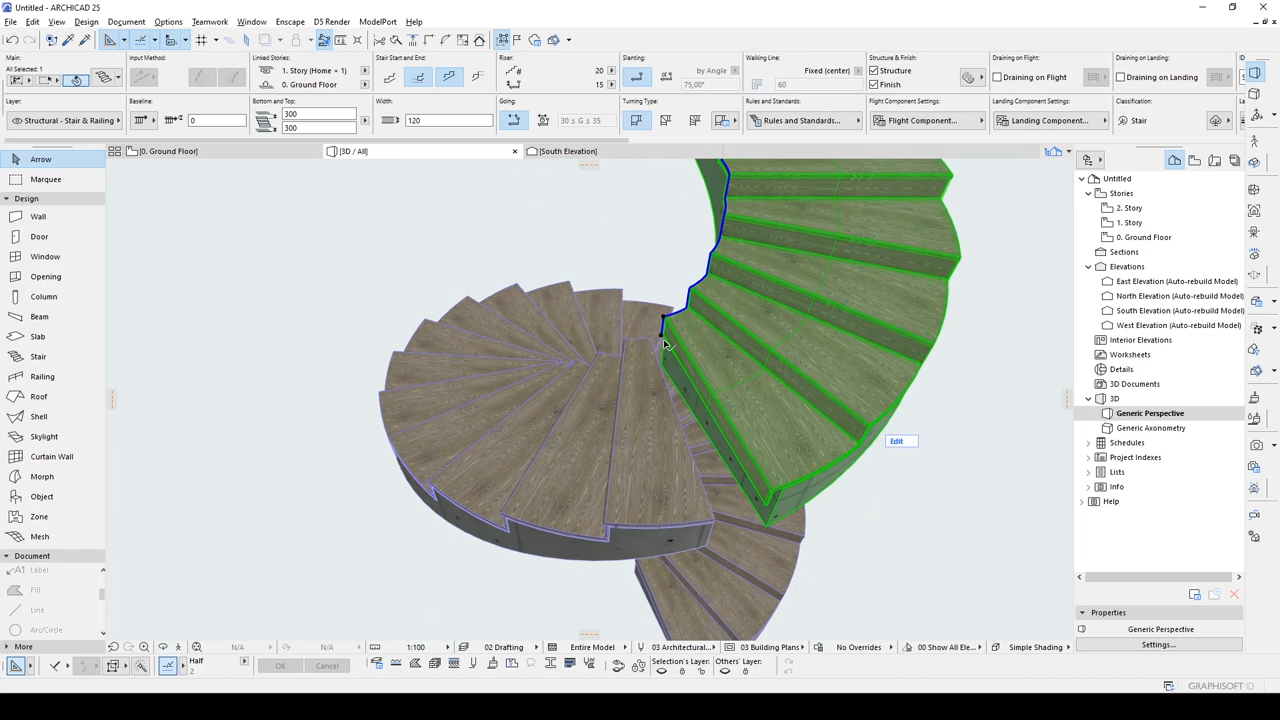 Untitled - ARCHICAD 25
File Edit View Design Document Options Teamwork Window Enscape D5 Render ModelPort Help
Main:
All Selected: 1
Input Method:
Linked Stories:
1. Story (Home + 1)
0. Ground Floor
Stair Start and End:
Riser:
20
15
Slanting:
by Angle
75,00°
Walking Line:
Fixed (center)
60
Structure & Finish:
Structure
Finish
Draining on Flight:
Draining on Flight
Draining on Landing:
Draining on Landing
Layer:
Structural - Stair & Railing
Baseline:
0
Bottom and Top:
300
300
Width:
120
Going:
30 ≤ G ≤ 35
Turning Type:
Rules and Standards:
Rules and Standards...
Flight Component Settings:
Flight Component...
Landing Component Settings:
Landing Component...
Classification:
Stair
[0. Ground Floor]
[3D / All]
[South Elevation]
Arrow
Marquee
Design
Wall
Door
Window
Opening
Column
Beam
Slab
Stair
Railing
Roof
Shell
Skylight
Curtain Wall
Morph
Object
Zone
Mesh
Document
Label
Fill
Line
Arc/Circle
More
Edit
Untitled
Stories
2. Story
1. Story
0. Ground Floor
Sections
Elevations
East Elevation (Auto-rebuild Model)
North Elevation (Auto-rebuild Model)
South Elevation (Auto-rebuild Model)
West Elevation (Auto-rebuild Model)
Interior Elevations
Worksheets
Details
3D Documents
3D
Generic Perspective
Generic Axonometry
Schedules
Project Indexes
Lists
Info
Help
Properties
Generic Perspective
Settings...
N/A
N/A
1:100
02 Drafting
Entire Model
03 Architectural...
03 Building Plans
No Overrides
00 Show All Ele...
Simple Shading
Half
2
OK
Cancel
Selection's Layer:
Others' Layer:
GRAPHISOFT ID